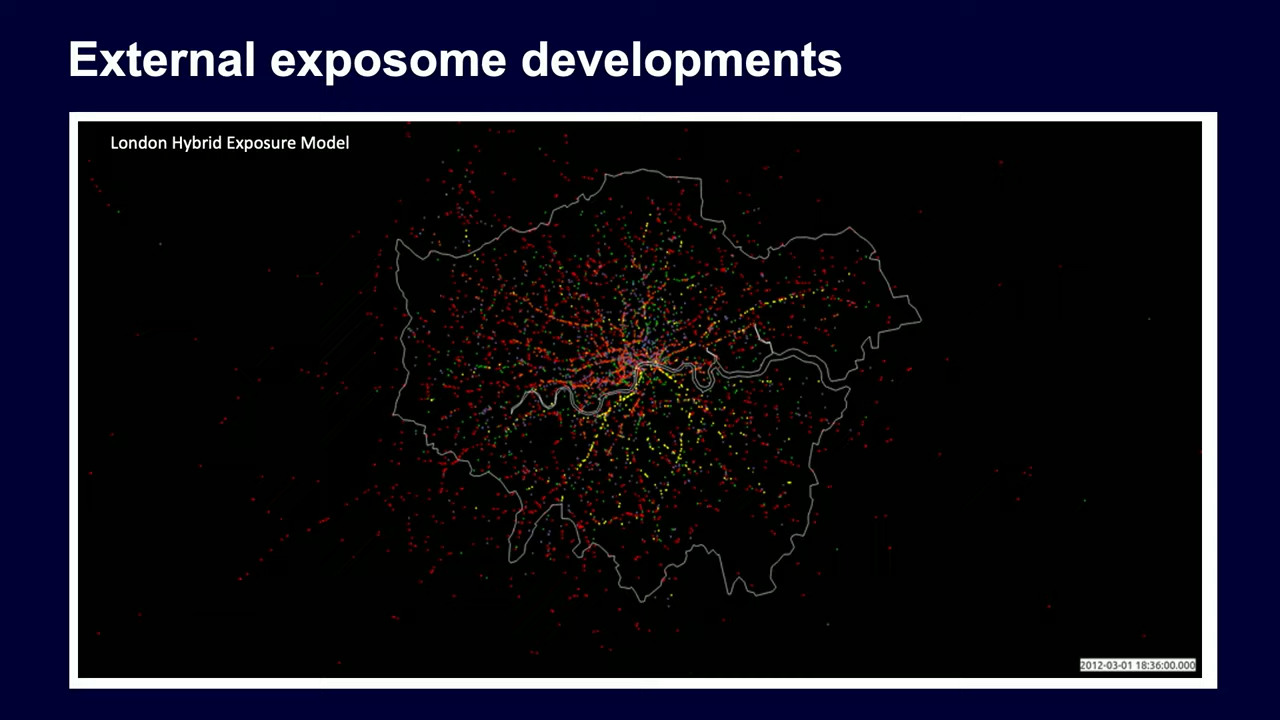 External exposome developments
London Hybrid Exposure Model
2012-03-01 18:36:00.000